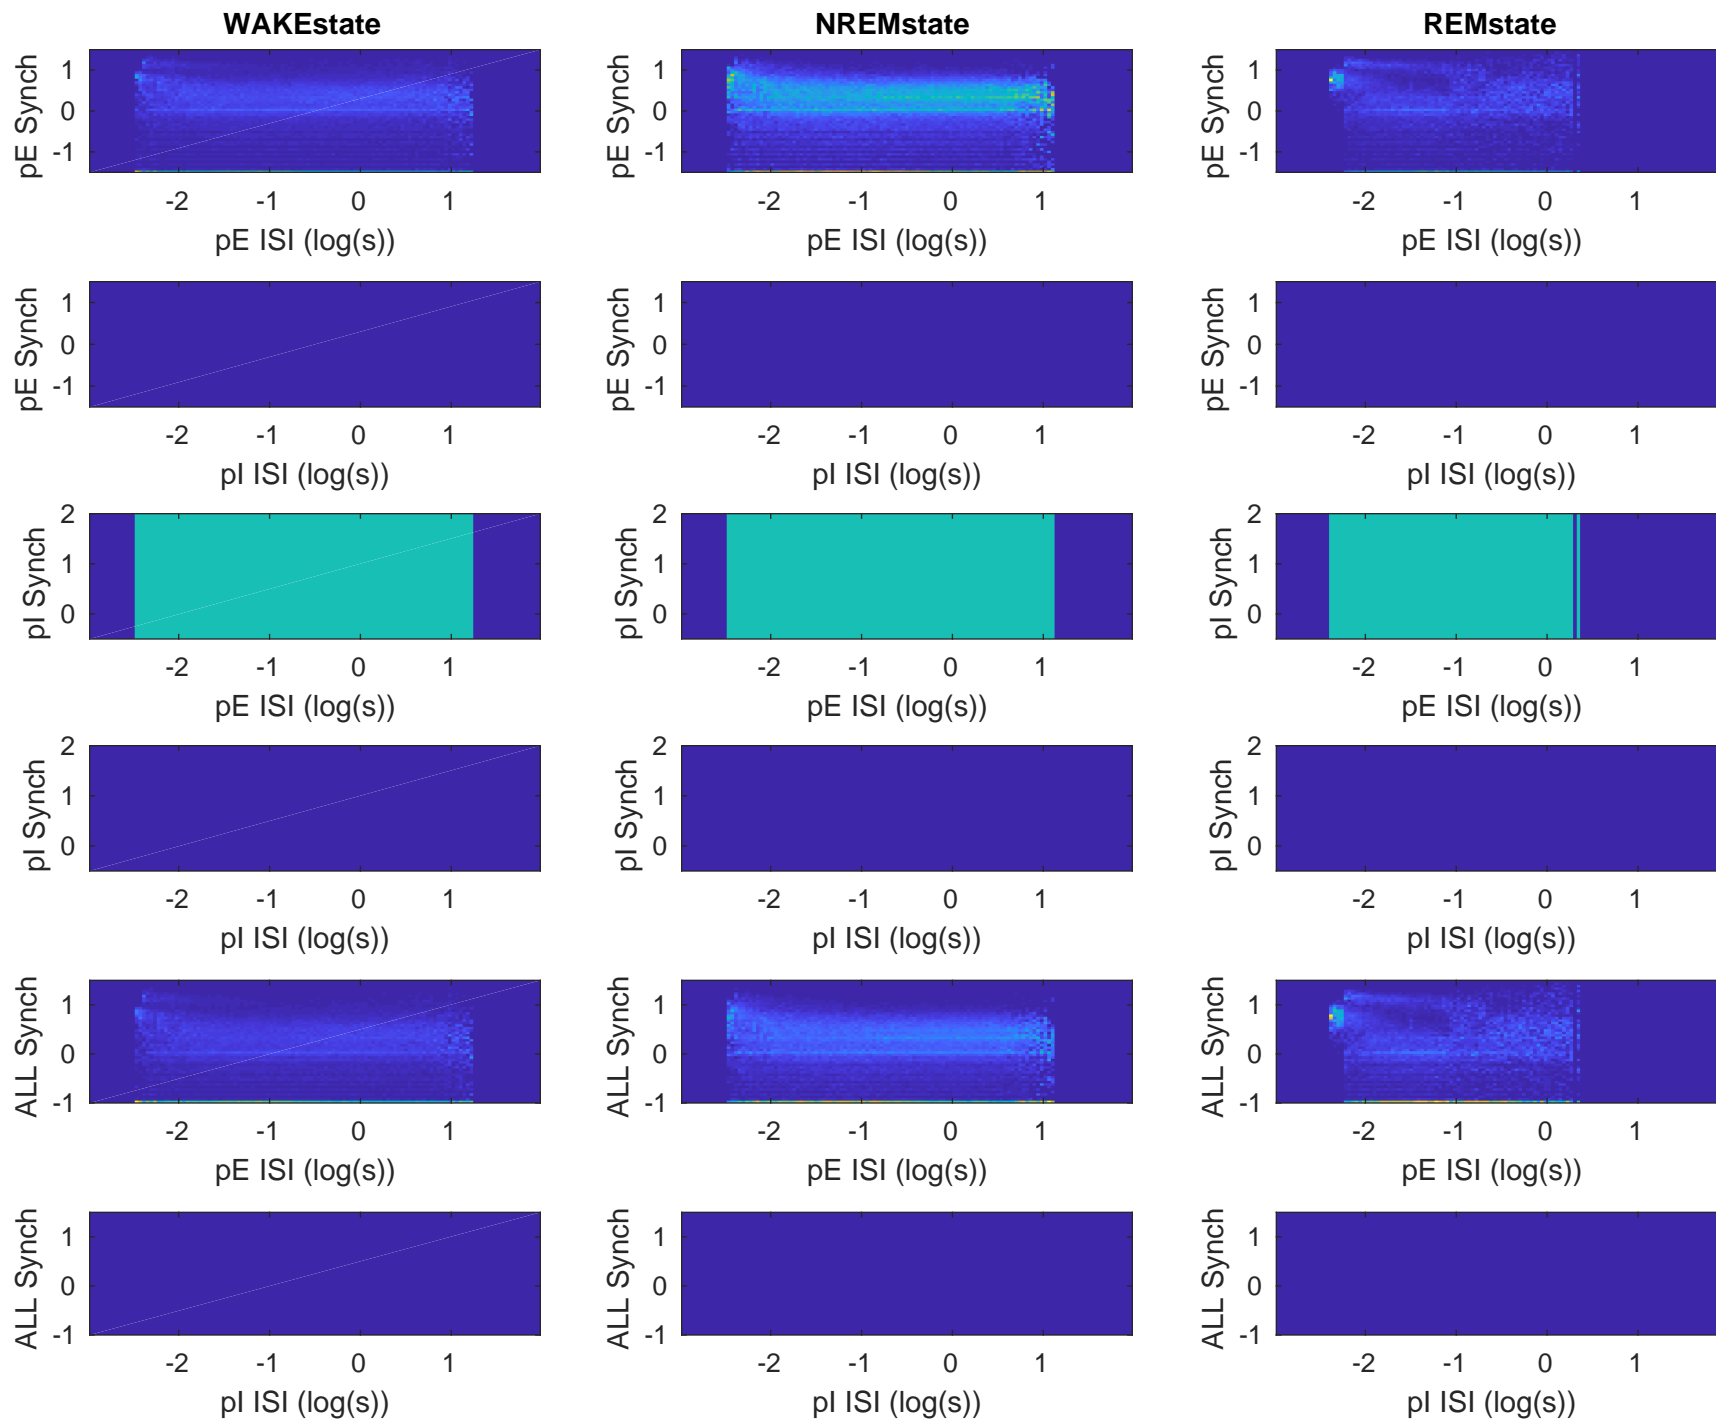 WAKEstate NREMstate REMstate
pE Synch 1 0 -1 pE Synch 1 0 -1 pE Synch 1 0 -1
-2 -1 0 1 -2 -1 0 1 -2 -1 0 1
pE ISI (log(s)) pE ISI (log(s)) pE ISI (log(s))
pE Synch 1 0 -1 pE Synch 1 0 -1 pE Synch 1 0 -1
-2 -1 0 1 -2 -1 0 1 -2 -1 0 1
pI ISI (log(s)) pI ISI (log(s)) pI ISI (log(s))
pI Synch 2 1 0 pI Synch 2 1 0 pI Synch 2 1 0
-2 -1 0 1 -2 -1 0 1 -2 -1 0 1
pE ISI (log(s)) pE ISI (log(s)) pE ISI (log(s))
pI Synch 2 1 0 pI Synch 2 1 0 pI Synch 2 1 0
-2 -1 0 1 -2 -1 0 1 -2 -1 0 1
pI ISI (log(s)) pI ISI (log(s)) pI ISI (log(s))
ALL Synch 1 0 -1 ALL Synch 1 0 -1 ALL Synch 1 0 -1
-2 -1 0 1 -2 -1 0 1 -2 -1 0 1
pE ISI (log(s)) pE ISI (log(s)) pE ISI (log(s))
ALL Synch 1 0 -1 ALL Synch 1 0 -1 ALL Synch 1 0 -1
-2 -1 0 1 -2 -1 0 1 -2 -1 0 1
pI ISI (log(s)) pI ISI (log(s)) pI ISI (log(s))